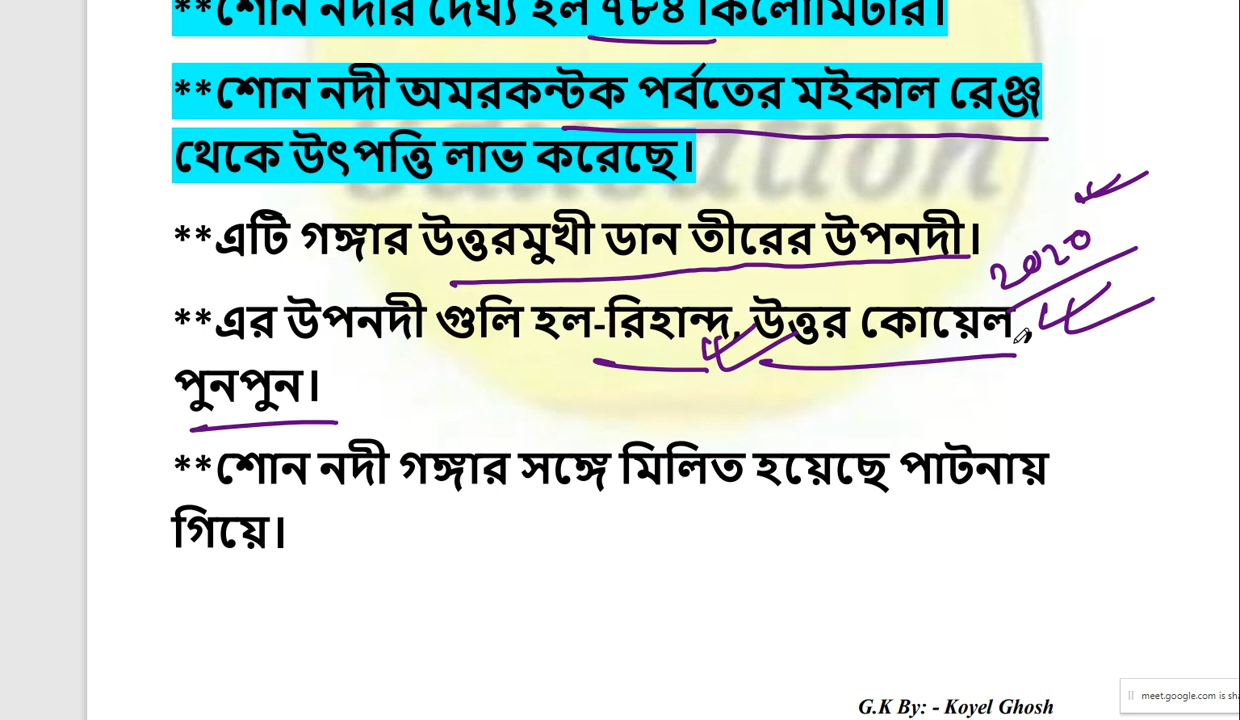 **শোন নদীর দৈর্ঘ্য হল ৭৮৪ কিলোমিটার।
**শোন নদী অমরকন্টক পর্বতের মইকাল রেঞ্জ
থেকে উৎপত্তি লাভ করেছে।
**এটি গঙ্গার উত্তরমুখী ডান তীরের উপনদী।
2020
**এর উপনদী গুলি হল-রিহান্দ, উত্তর কোয়েল,
পুনপুন।
**শোন নদী গঙ্গার সঙ্গে মিলিত হয়েছে পাটনায়
গিয়ে।
G.K By: - Koyel Ghosh
meet.google.com is sha